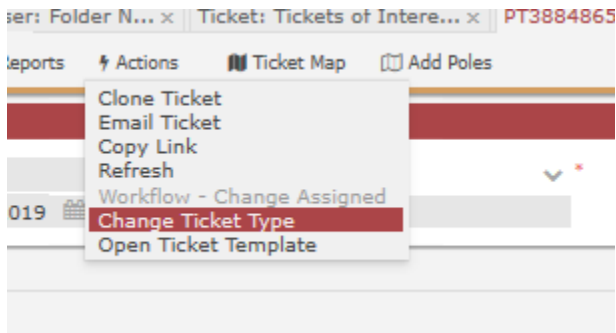 ser: Folder N... × Ticket: Tickets of Intere... × PT3884865
Reports Actions Ticket Map Add Poles
Clone Ticket
Email Ticket
Copy Link
Refresh
*
Workflow - Change Assigned
019
Change Ticket Type
Open Ticket Template